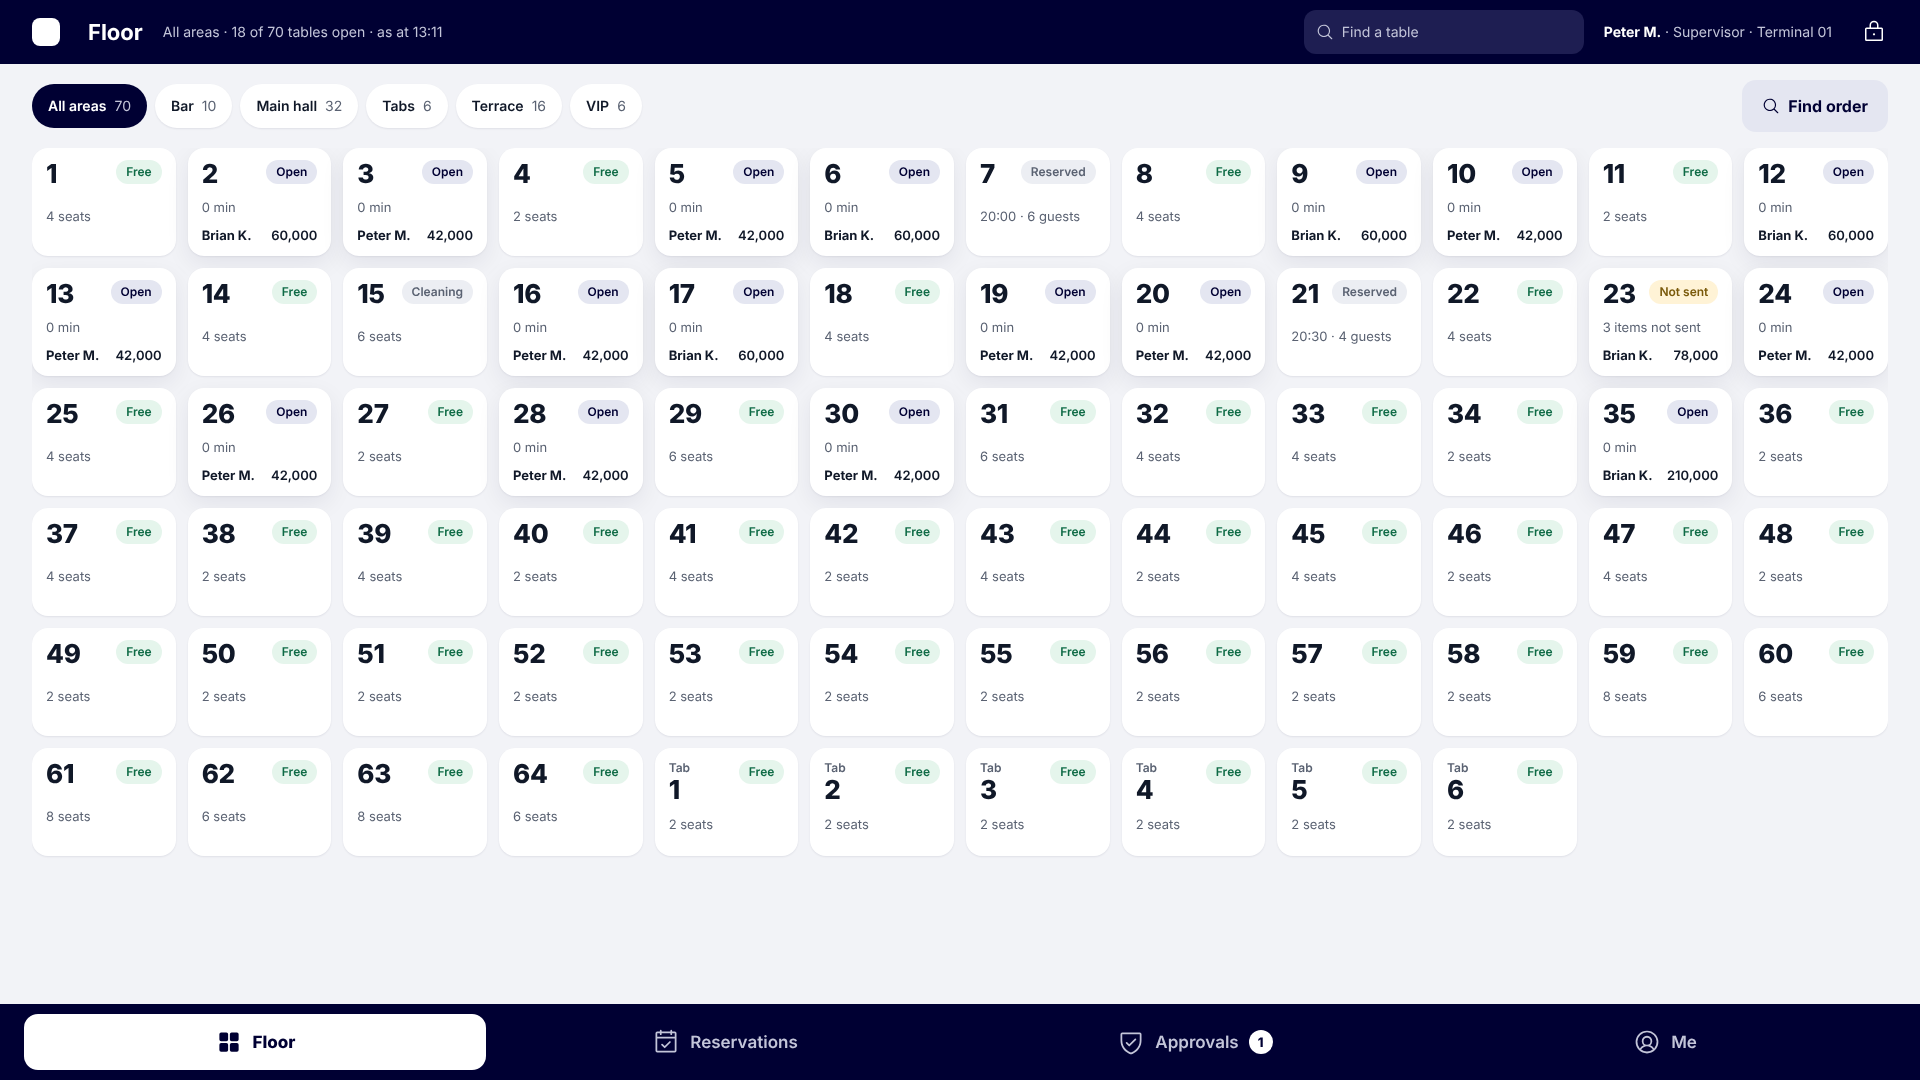 Floor All areas · 18 of 70 tables open · as at 13:11 Find a table Peter M. · Supervisor · Terminal 01
All areas 70 Bar 10 Main hall 32 Tabs 6 Terrace 16 VIP 6 Find order
1 Free 2 Open 3 Open 4 Free 5 Open 6 Open 7 Reserved 8 Free 9 Open 10 Open 11 Free 12 Open
4 seats 0 min 0 min 2 seats 0 min 0 min 20:00 · 6 guests 4 seats 0 min 0 min 2 seats 0 min
Brian K. 60,000 Peter M. 42,000 Peter M. 42,000 Brian K. 60,000 Brian K. 60,000 Peter M. 42,000 Brian K. 60,000
13 Open 14 Free 15 Cleaning 16 Open 17 Open 18 Free 19 Open 20 Open 21 Reserved 22 Free 23 Not sent 24 Open
0 min 4 seats 6 seats 0 min 0 min 4 seats 0 min 0 min 20:30 · 4 guests 4 seats 3 items not sent 0 min
Peter M. 42,000 Peter M. 42,000 Brian K. 60,000 Peter M. 42,000 Peter M. 42,000 Brian K. 78,000 Peter M. 42,000
25 Free 26 Open 27 Free 28 Open 29 Free 30 Open 31 Free 32 Free 33 Free 34 Free 35 Open 36 Free
4 seats 0 min 2 seats 0 min 6 seats 0 min 6 seats 4 seats 4 seats 2 seats 0 min 2 seats
Peter M. 42,000 Peter M. 42,000 Peter M. 42,000 Brian K. 210,000
37 Free 38 Free 39 Free 40 Free 41 Free 42 Free 43 Free 44 Free 45 Free 46 Free 47 Free 48 Free
4 seats 2 seats 4 seats 2 seats 4 seats 2 seats 4 seats 2 seats 4 seats 2 seats 4 seats 2 seats
49 Free 50 Free 51 Free 52 Free 53 Free 54 Free 55 Free 56 Free 57 Free 58 Free 59 Free 60 Free
2 seats 2 seats 2 seats 2 seats 2 seats 2 seats 2 seats 2 seats 2 seats 2 seats 8 seats 6 seats
61 Free 62 Free 63 Free 64 Free Tab 1 Free Tab 2 Free Tab 3 Free Tab 4 Free Tab 5 Free Tab 6 Free
8 seats 6 seats 8 seats 6 seats 2 seats 2 seats 2 seats 2 seats 2 seats 2 seats
Floor Reservations Approvals 1 Me